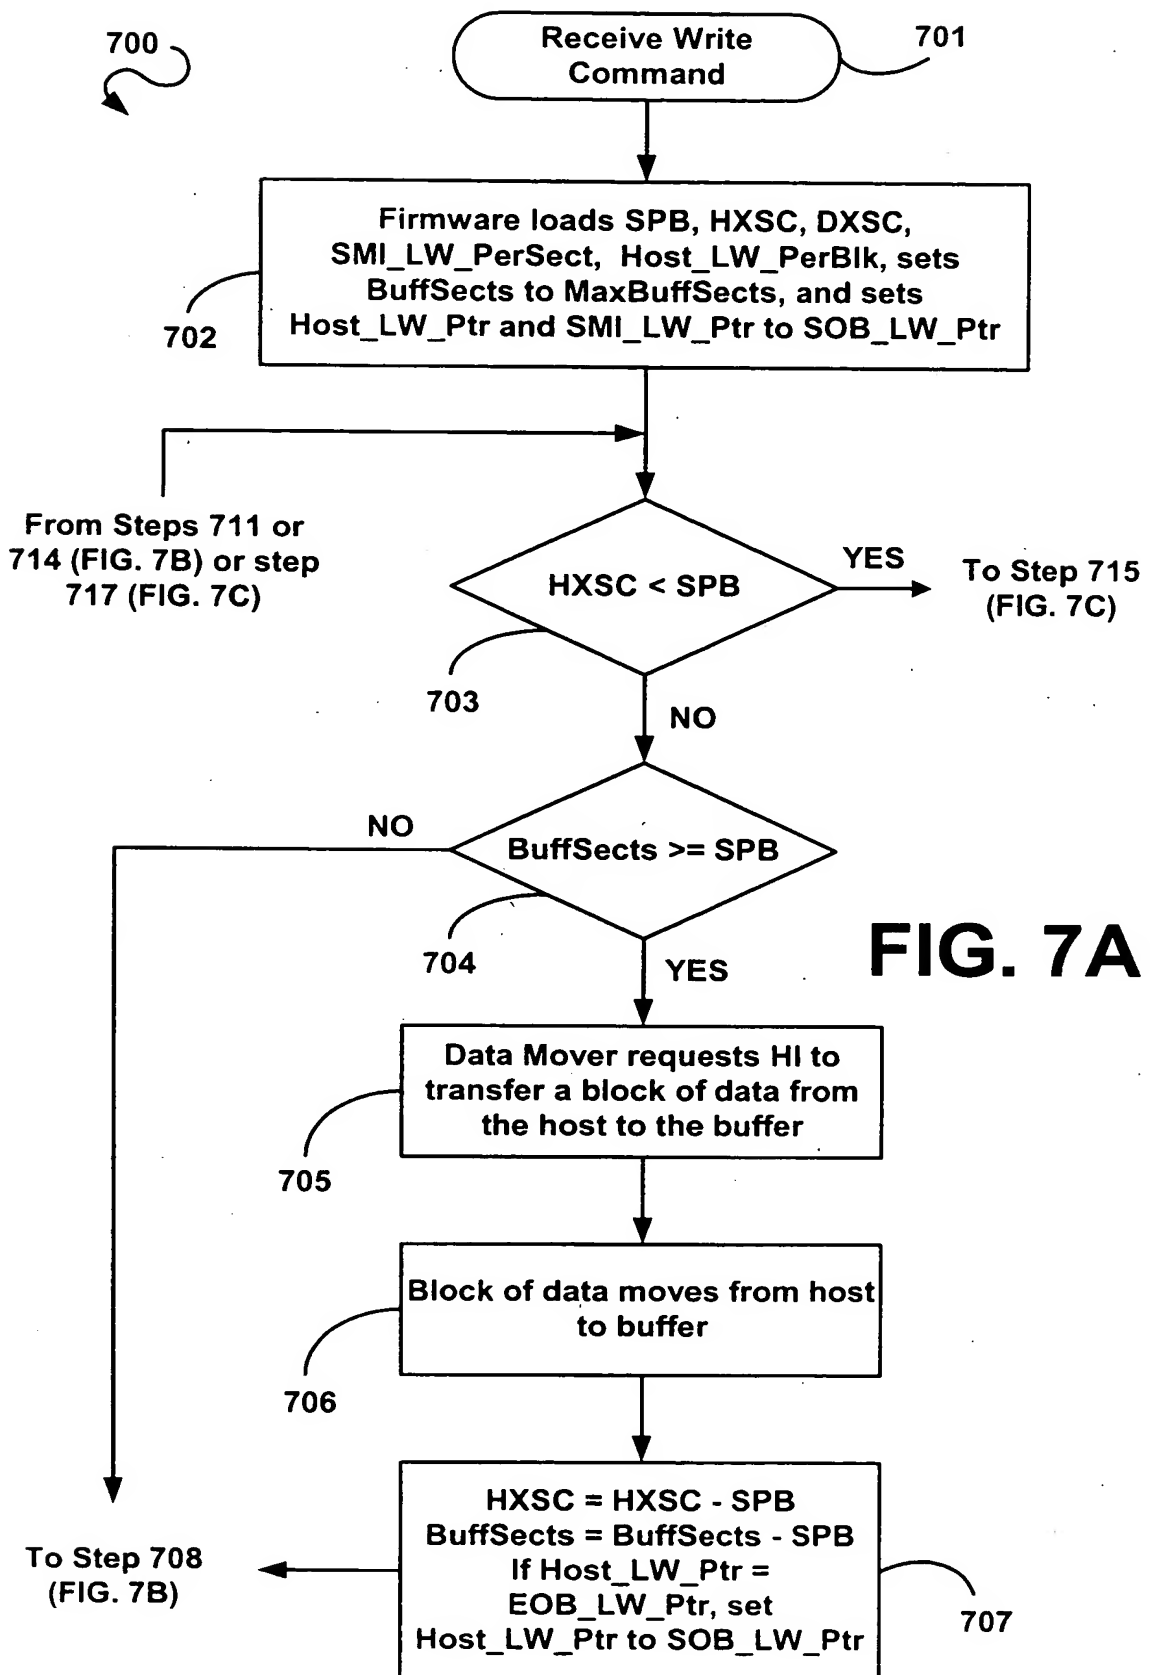 700
Receive Write
Command
701
Firmware loads SPB, HXSC, DXSC,
SMI_LW_PerSect, Host_LW_PerBlk, sets
BuffSects to MaxBuffSects, and sets
Host_LW_Ptr and SMI_LW_Ptr to SOB_LW_Ptr
702
From Steps 711 or
714 (FIG. 7B) or step
717 (FIG. 7C)
HXSC < SPB
YES
To Step 715
(FIG. 7C)
703
NO
NO
BuffSects >= SPB
704
YES
FIG. 7A
Data Mover requests HI to
transfer a block of data from
the host to the buffer
705
Block of data moves from host
to buffer
706
HXSC = HXSC - SPB
BuffSects = BuffSects - SPB
If Host_LW_Ptr =
EOB_LW_Ptr, set
Host_LW_Ptr to SOB_LW_Ptr
To Step 708
(FIG. 7B)
707